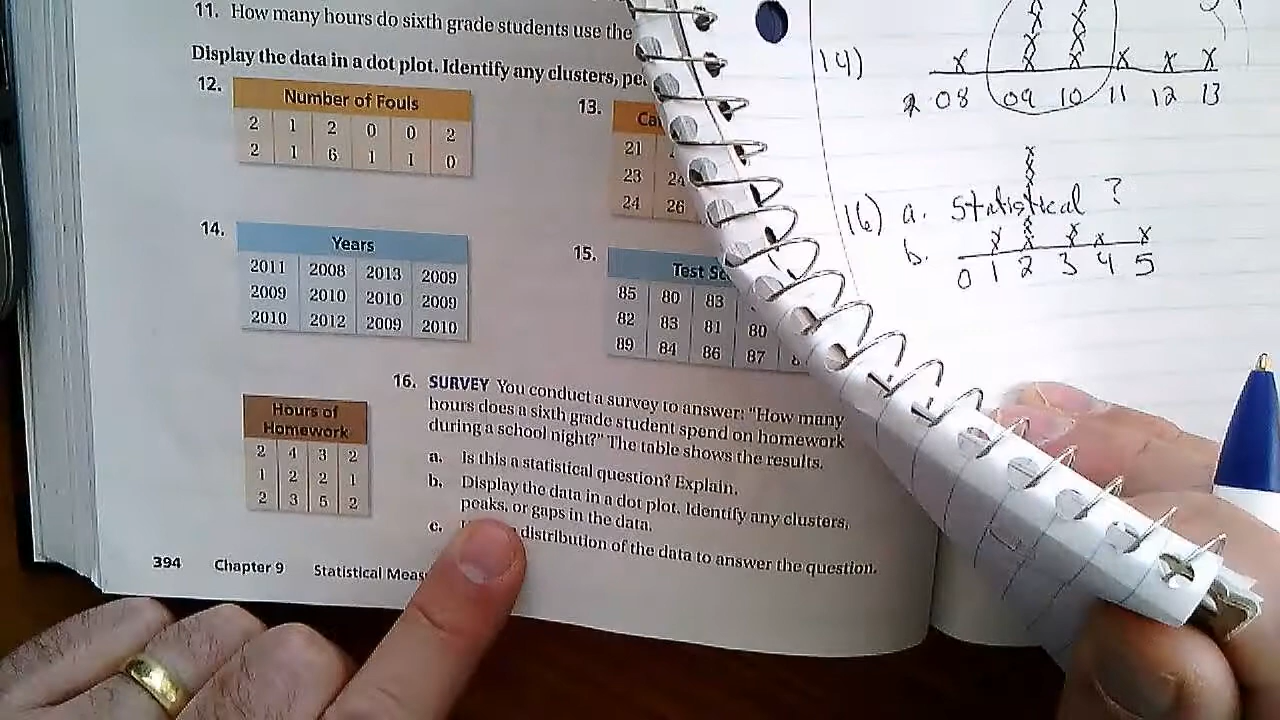 11. How many hours do sixth grade students use the
Display the data in a dot plot. Identify any clusters,
12.
Number of Fouls
2 1 2 0 0 2
2 1 6 1 1 0
13.
21
23 24
24 26
14.
Years
2011 2008 2013 2009
2009 2010 2010 2009
2010 2012 2009 2010
15.
Test
85 80 83
82 83 81 80
89 84 86 87
Hours of
Homework
2 4 3 2
1 2 2 1
2 3 5 2
16. SURVEY You conduct a survey to answer: "How many
hours does a sixth grade student spend on homework
during a school night?" The table shows the results.
a. Is this a statistical question? Explain.
b. Display the data in a dot plot. Identify any clusters,
peaks, or gaps in the data.
c. distribution of the data to answer the question.
394 Chapter 9 Statistical
14)
08 09 10 11 12 13
16) a. Statistical ?
b.
0 1 2 3 4 5